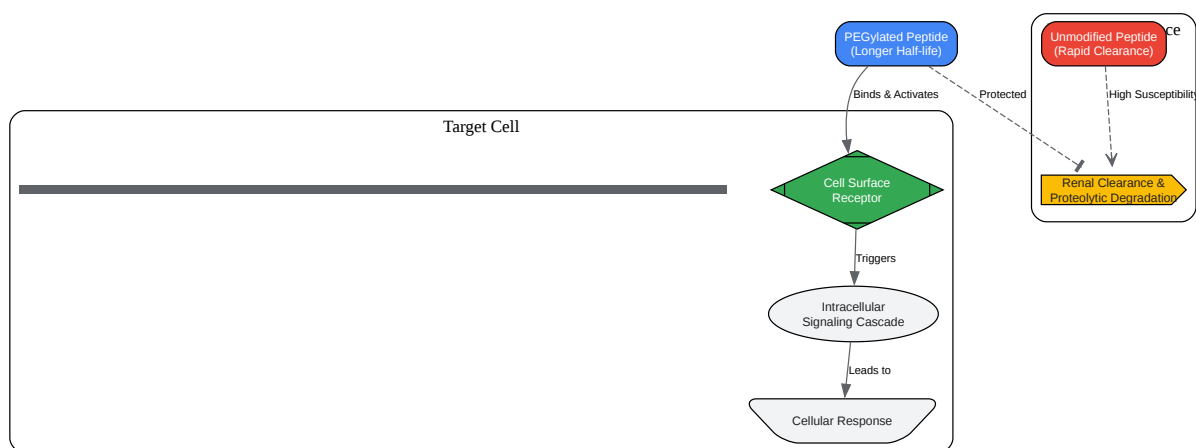 PEGylated Peptide
(Longer Half-life)
Unmodified Peptide
(Rapid Clearance)
Binds & Activates
Protected
High Susceptibility
Target Cell
Cell Surface
Receptor
Renal Clearance &
Proteolytic Degradation
Triggers
Intracellular
Signaling Cascade
Leads to
Cellular Response